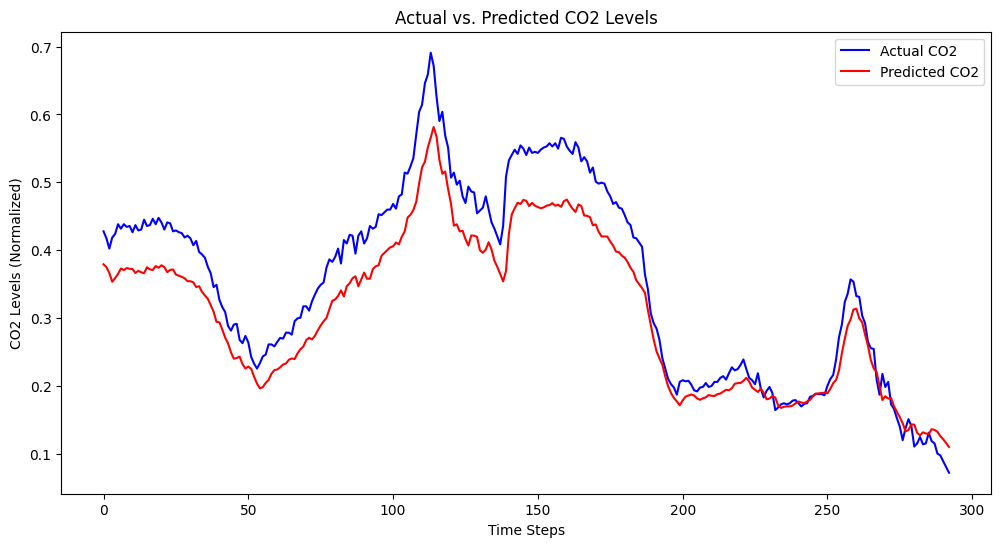 Actual vs. Predicted CO2 Levels
Actual CO2
Predicted CO2
CO2 Levels (Normalized)
0.7
0.6
0.5
0.4
0.3
0.2
0.1
0 50 100 150 200 250 300
Time Steps